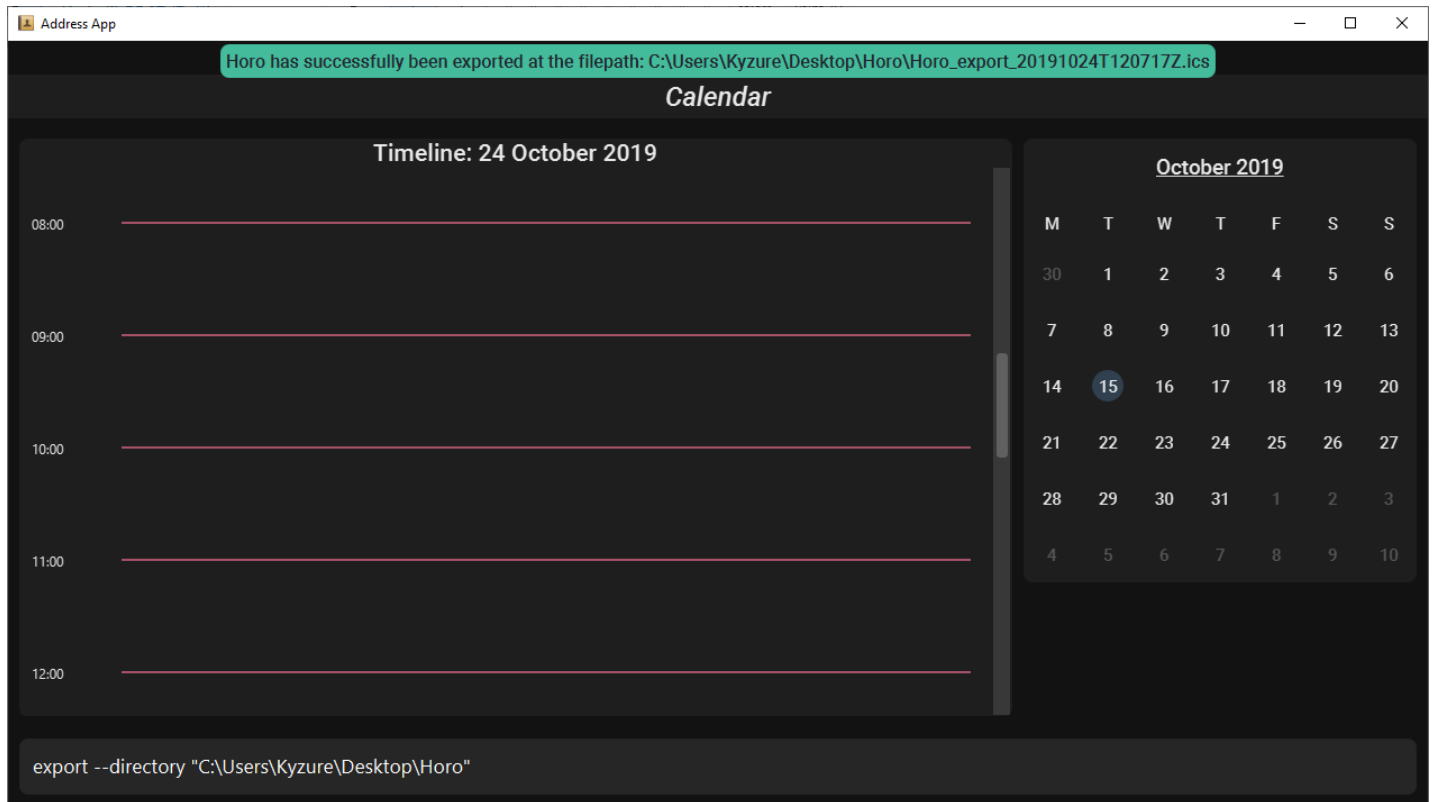 Address App
Horo has successfully been exported at the filepath: C:\Users\Kyzure\Desktop\Horo\Horo_export_20191024T120717Z.ics
Calendar
Timeline: 24 October 2019
08:00
09:00
10:00
11:00
12:00
October 2019
M T W T F S S
30 1 2 3 4 5 6
7 8 9 10 11 12 13
14 15 16 17 18 19 20
21 22 23 24 25 26 27
28 29 30 31 1 2 3
4 5 6 7 8 9 10
export --directory "C:\Users\Kyzure\Desktop\Horo"